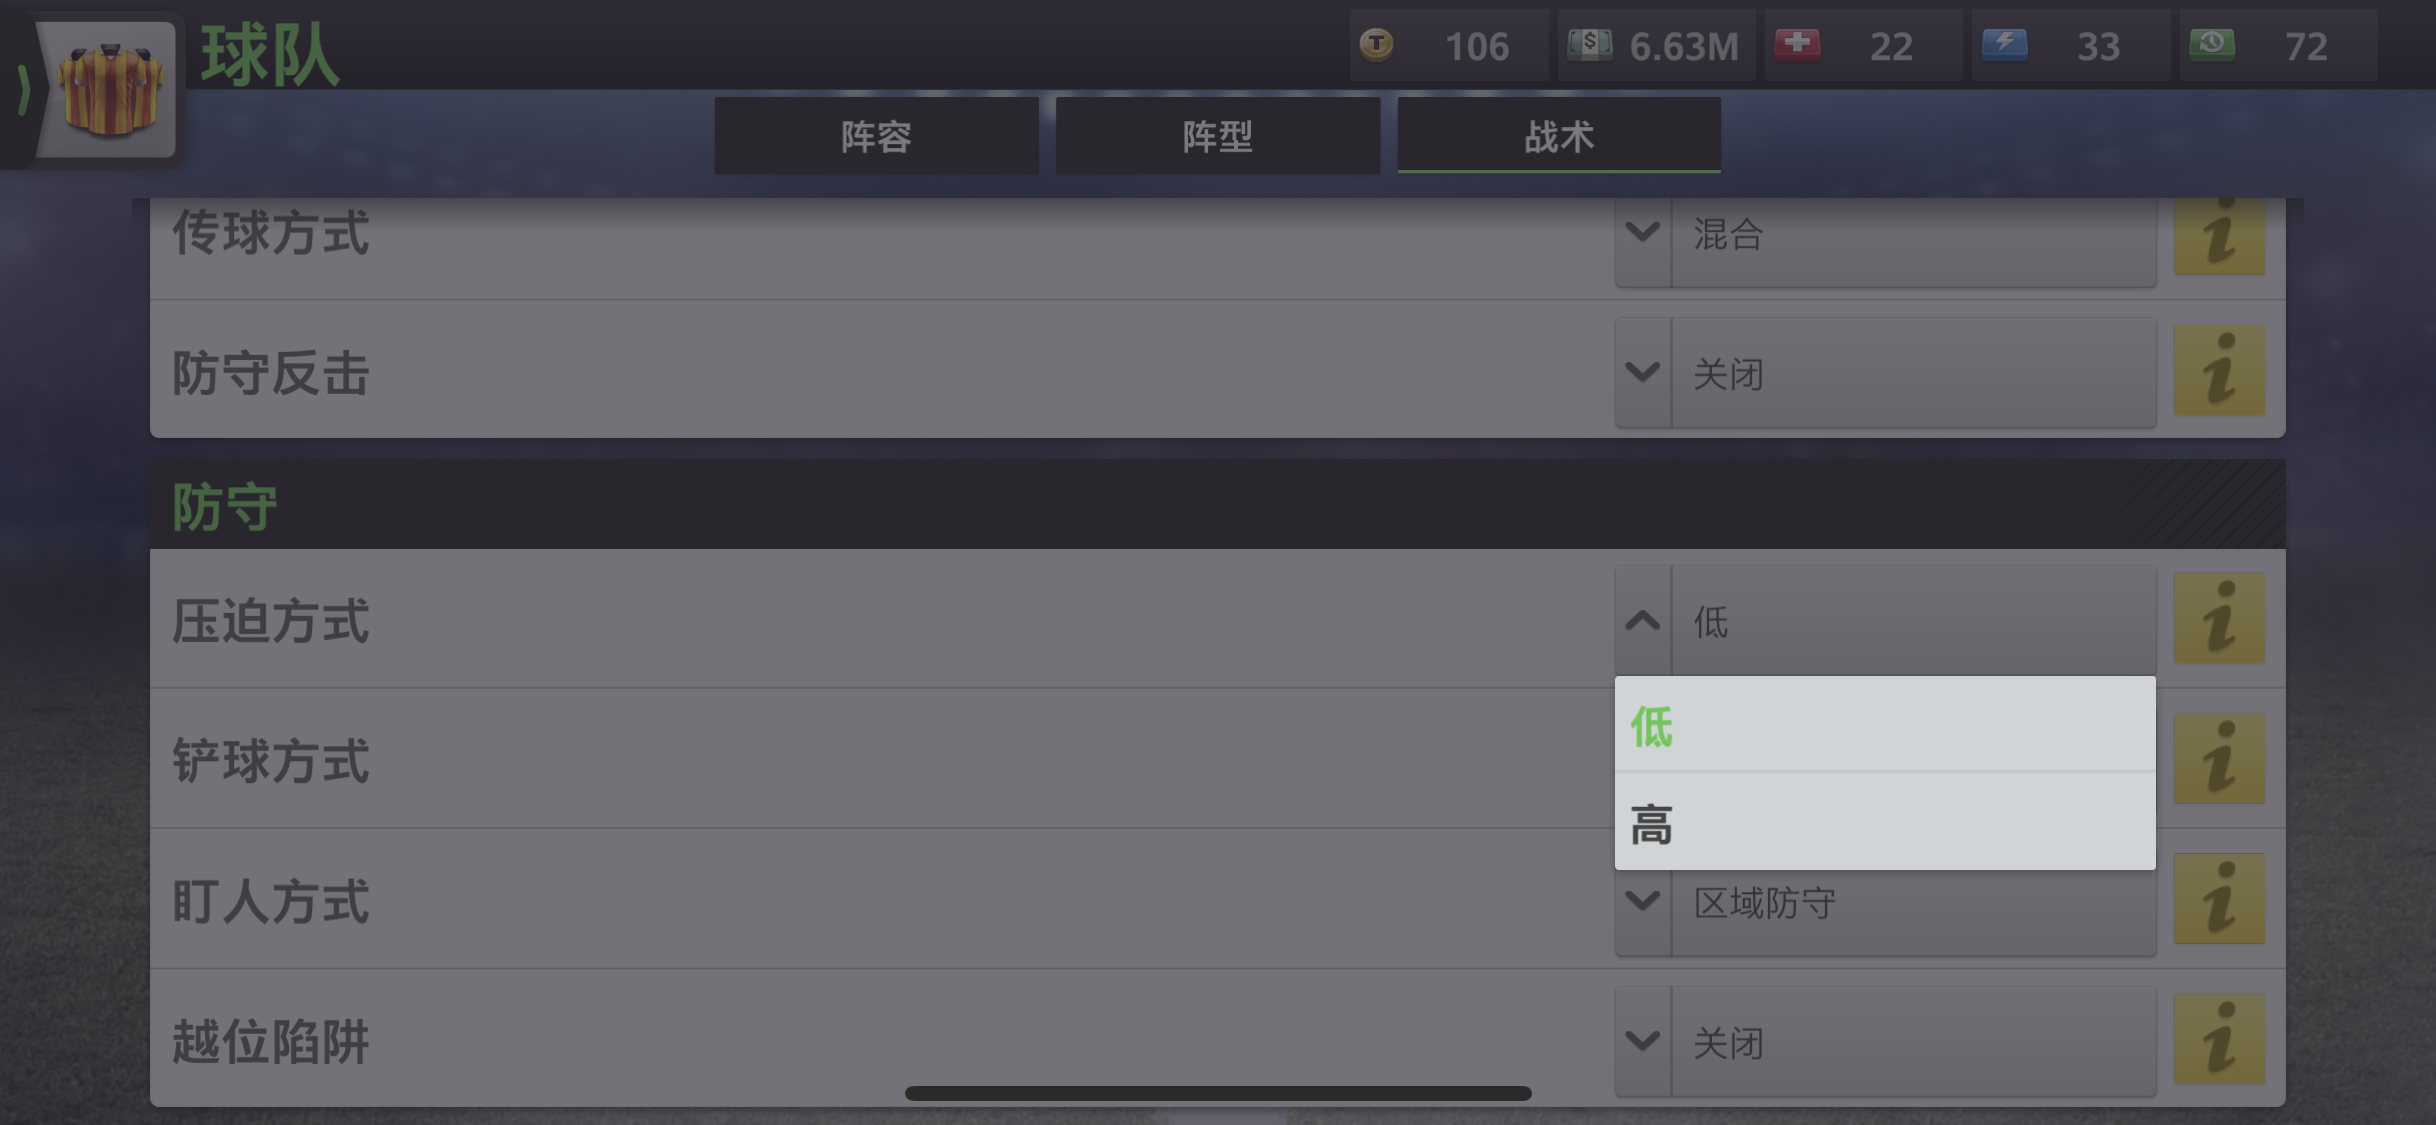 球队
106
6.63M
22
33
72
阵容
阵型
战术
传球方式
混合
防守反击
关闭
防守
压迫方式
低
低
高
铲球方式
盯人方式
区域防守
越位陷阱
关闭